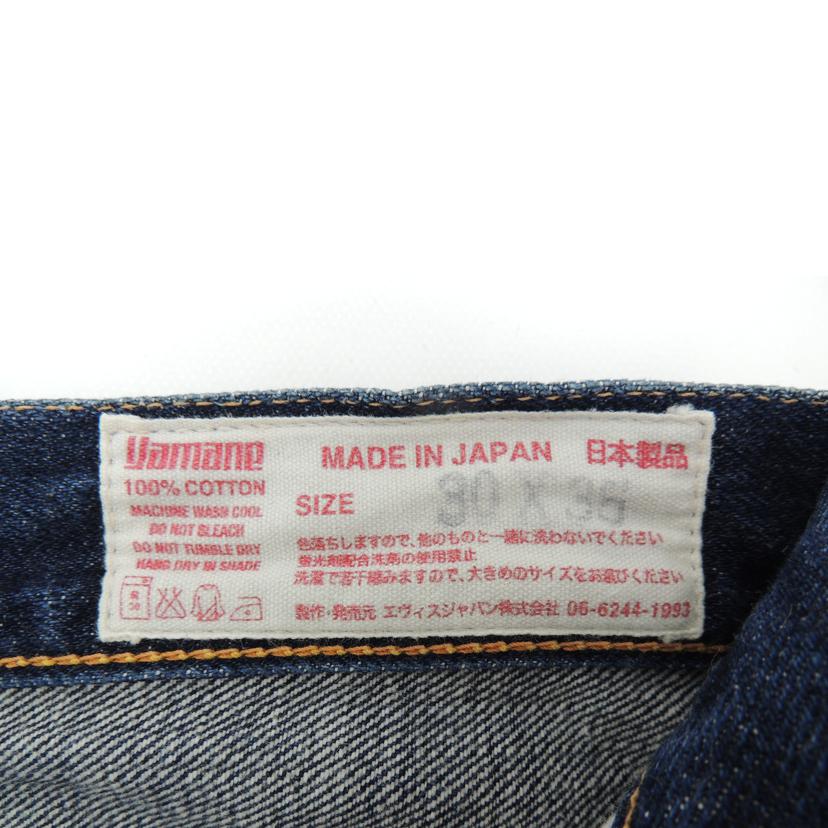 Yamane
MADE IN JAPAN 日本製品
100% COTTON
MACHINE WASH COOL
DO NOT BLEACH
DO NOT TUMBLE DRY
HANG DRY IN SHADE
SIZE 30 X
色落ちしますので、他のものと一緒に洗わないでください
蛍光剤配合洗剤の使用禁止
洗濯で若干縮みますので、大きめのサイズをお選びください
製作・発売元 エヴィスジャパン株式会社 06-6244-1993